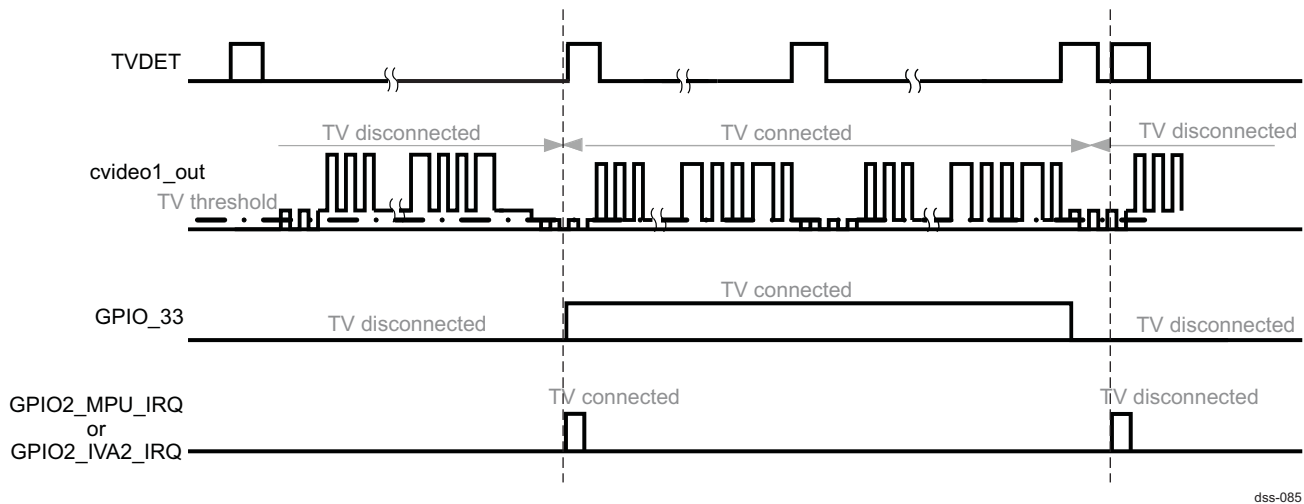 TVDET
TV disconnected
TV connected
TV disconnected
cvideo1_out
TV threshold
TV connected
GPIO_33
TV disconnected
TV disconnected
TV connected
TV disconnected
GPIO2_MPU_IRQ
or
GPIO2_IVA2_IRQ
dss-085